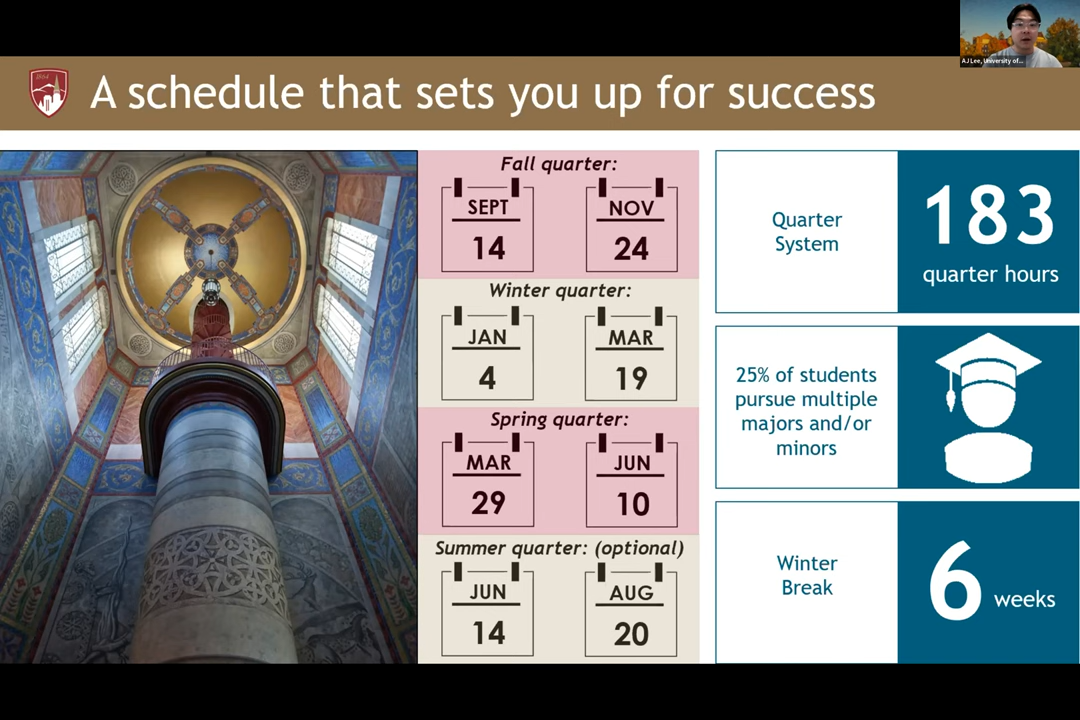 AJ Lee, University of...
1864
A schedule that sets you up for success
Fall quarter:
SEPT
14
NOV
24
Winter quarter:
JAN
4
MAR
19
Spring quarter:
MAR
29
JUN
10
Summer quarter: (optional)
JUN
14
AUG
20
Quarter
System
183
quarter hours
25% of students
pursue multiple
majors and/or
minors
Winter
Break
6 weeks